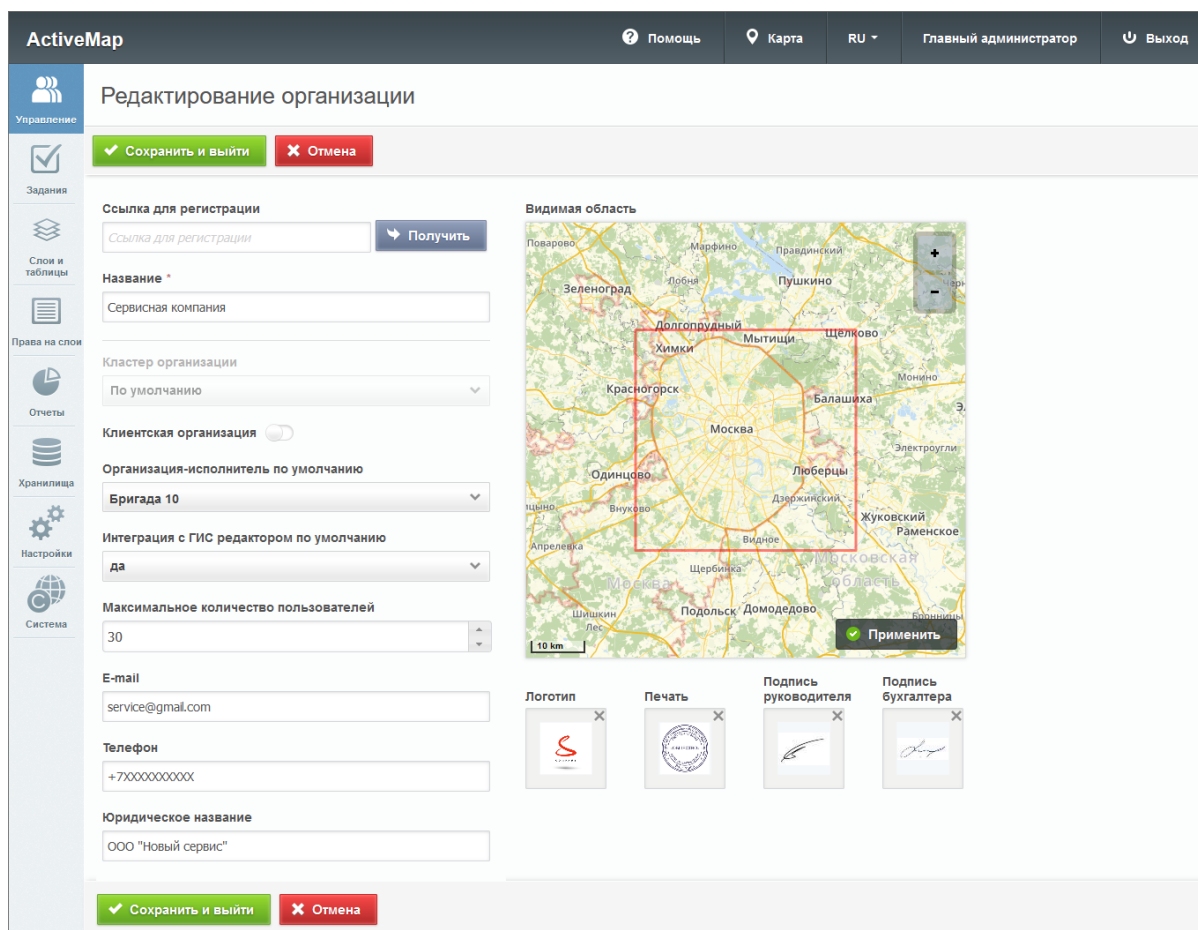 ActiveMap
Помощь
Карта
RU
Главный администратор
Выход
Управление
Задания
Слои и
таблицы
Права на слои
Отчеты
Хранилища
Настройки
Система
Редактирование организации
Сохранить и выйти
Отмена
Ссылка для регистрации
Ссылка для регистрации
Получить
Название *
Сервисная компания
Кластер организации
По умолчанию
Клиентская организация
Организация-исполнитель по умолчанию
Бригада 10
Интеграция с ГИС редактором по умолчанию
да
Максимальное количество пользователей
30
E-mail
service@gmail.com
Телефон
+7XXXXXXXXXX
Юридическое название
ООО "Новый сервис"
Видимая область
Поварово
Марфино
Правдинский
+
Зеленоград
Лобня
Пушкино
-
Долгопрудный
Химки
Мытищи
Щёлково
Красногорск
Монино
Балашиха
Э.
Москва
Электроугли
Одинцово
Люберцы
Внуково
Дзержинский
Жуковский
Раменское
Апрелевка
Видное
Московская
область
Щербинка
Москва
Подольск
Домодедово
Шишкин
Лес
Бронницы
10 km
Применить
Логотип
Печать
Подпись
руководителя
Подпись
бухгалтера
Сохранить и выйти
Отмена